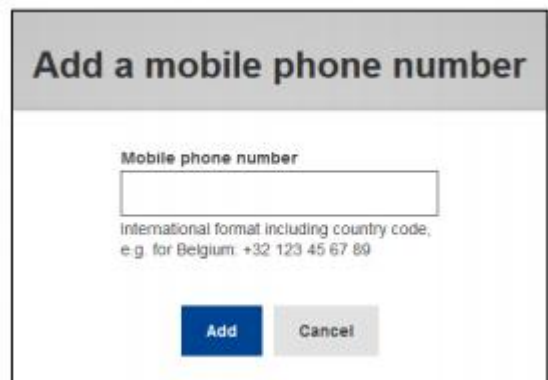 Add a mobile phone number
Mobile phone number
International format including country code,
e.g. for Belgium: +32 123 45 67 89
Add
Cancel